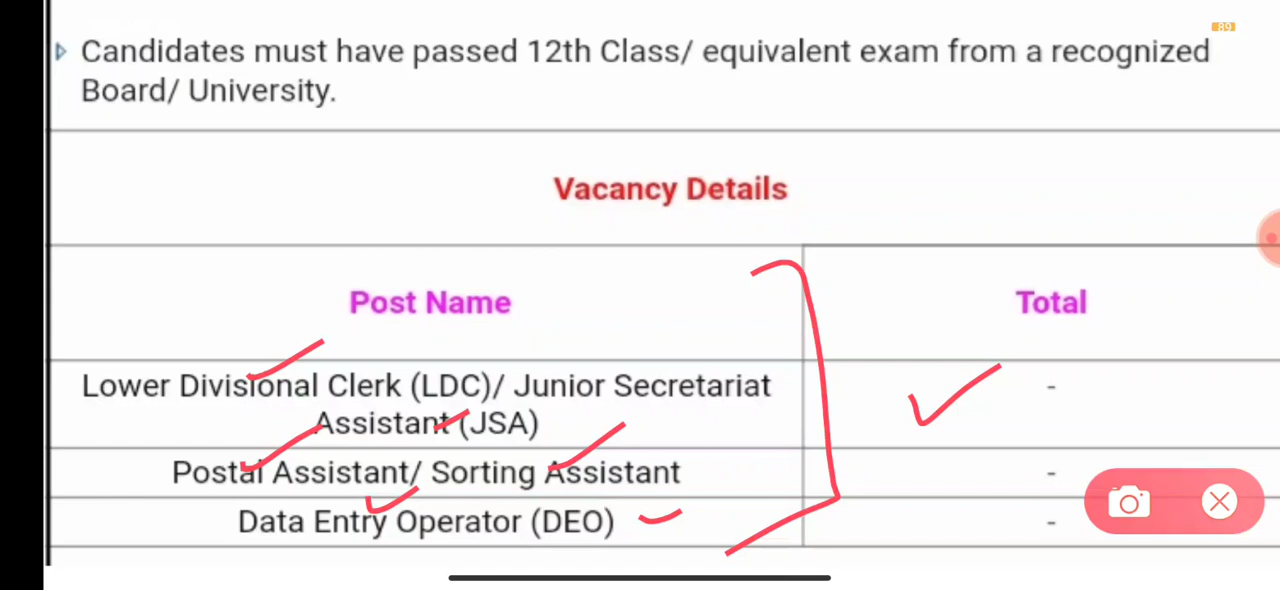 89
Candidates must have passed 12th Class/ equivalent exam from a recognized
Board/ University.
Vacancy Details
Post Name
Total
Lower Divisional Clerk (LDC)/ Junior Secretariat
Assistant (JSA)
-
Postal Assistant/ Sorting Assistant
-
Data Entry Operator (DEO)
-